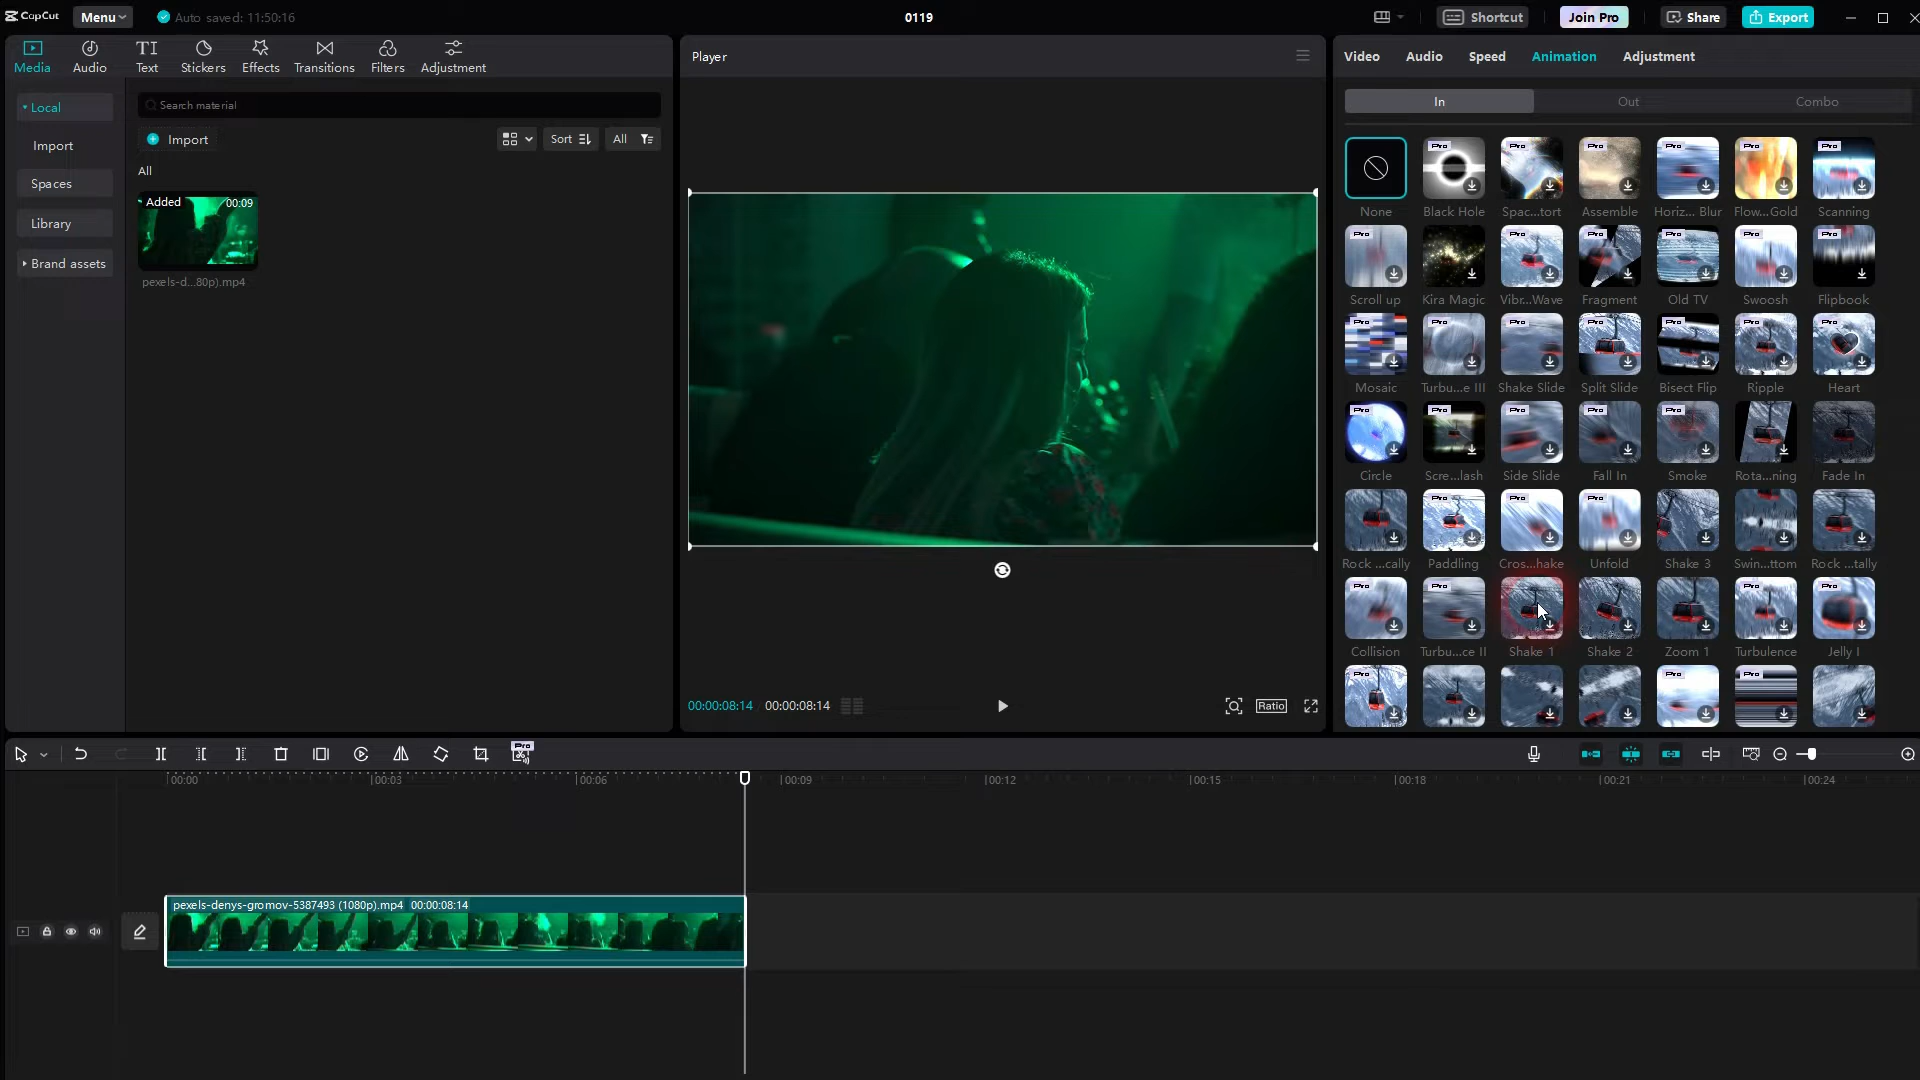 CapCut
Menu
Auto saved: 11:50:16
0119
Shortcut
Join Pro
Share
Export
Media
Audio
Text
Stickers
Effects
Transitions
Filters
Adjustment
Local
Import
Spaces
Library
Brand assets
Search material
Import
Sort
All
All
Added
00:09
pexels-d...80p).mp4
Player
00:00:08:14
00:00:08:14
Ratio
Video
Audio
Speed
Animation
Adjustment
In
Out
Combo
Pro Pro Pro Pro Pro Pro
None Black Hole Spac...tort Assemble Horiz... Blur Flow...Gold Scanning
Pro Pro Pro Pro Pro Pro
Scroll up Kira Magic Vibr...Wave Fragment Old TV Swoosh Flipbook
Pro Pro Pro Pro Pro Pro Pro
Mosaic Turbu...e III Shake Slide Split Slide Bisect Flip Ripple Heart
Pro Pro Pro Pro Pro
Circle Scre...lash Side Slide Fall In Smoke Rota...ning Fade In
Pro Pro Pro
Rock ...cally Paddling Cros...hake Unfold Shake 3 Swin...ttom Rock ...tally
Pro Pro Pro Pro
Collision Turbu...ce II Shake 1 Shake 2 Zoom 1 Turbulence Jelly I
Pro Pro Pro
Pro
00:00 00:03 00:06 00:09 00:12 00:15 00:18 00:21 00:24
pexels-denys-gromov-5387493 (1080p).mp4 00:00:08:14